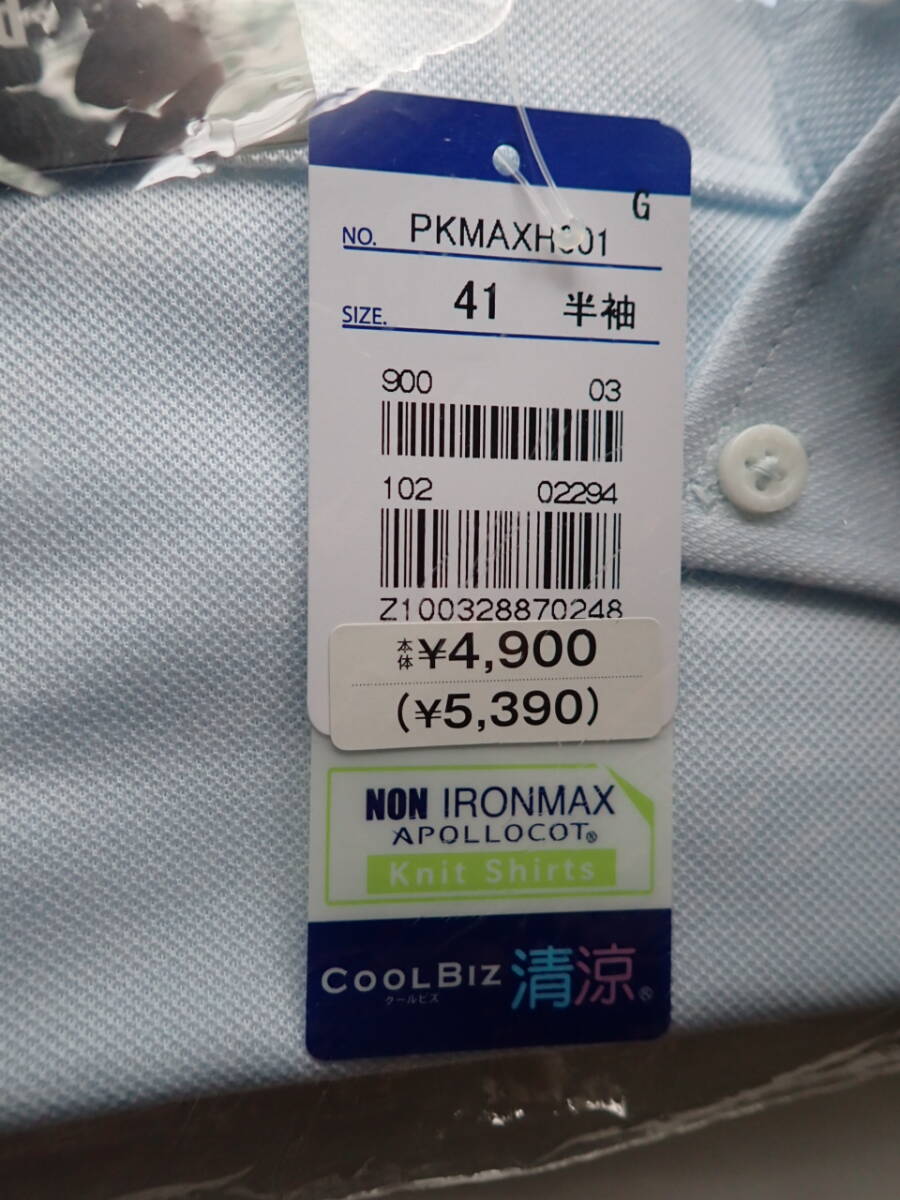 G
NO. PKMAXH301
SIZE. 41 半袖
900 03
102 02294
Z100328870248
本体 ¥4,900
(¥5,390)
NON IRONMAX
APOLLOCOT®
Knit Shirts
COOLBIZ 清涼®
クールビズ